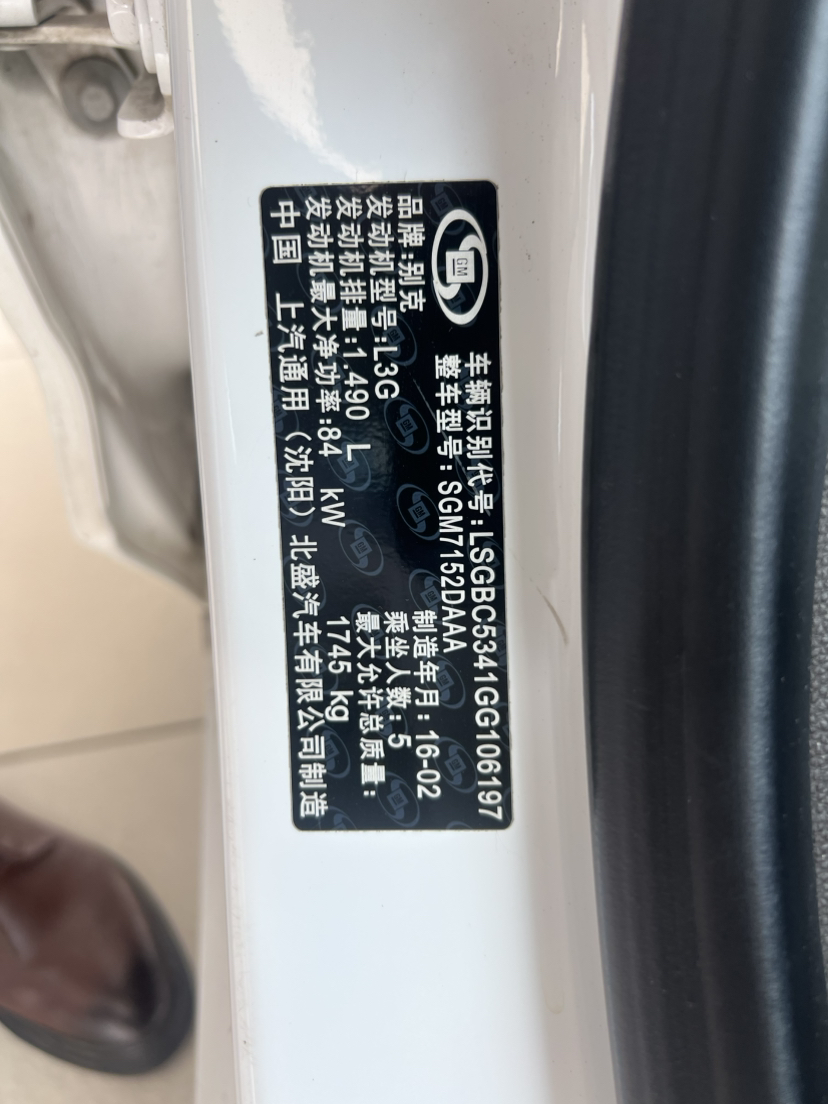 GM
车辆识别代号:LSGBC5341GG106197
整车型号:SGM7152DAAA
品牌:别克
制造年月:16-02
发动机型号:L3G
乘坐人数:5
发动机排量:1.490 L
最大允许总质量:
发动机最大净功率:84 kW
1745 kg
中国 上汽通用(沈阳)北盛汽车有限公司制造